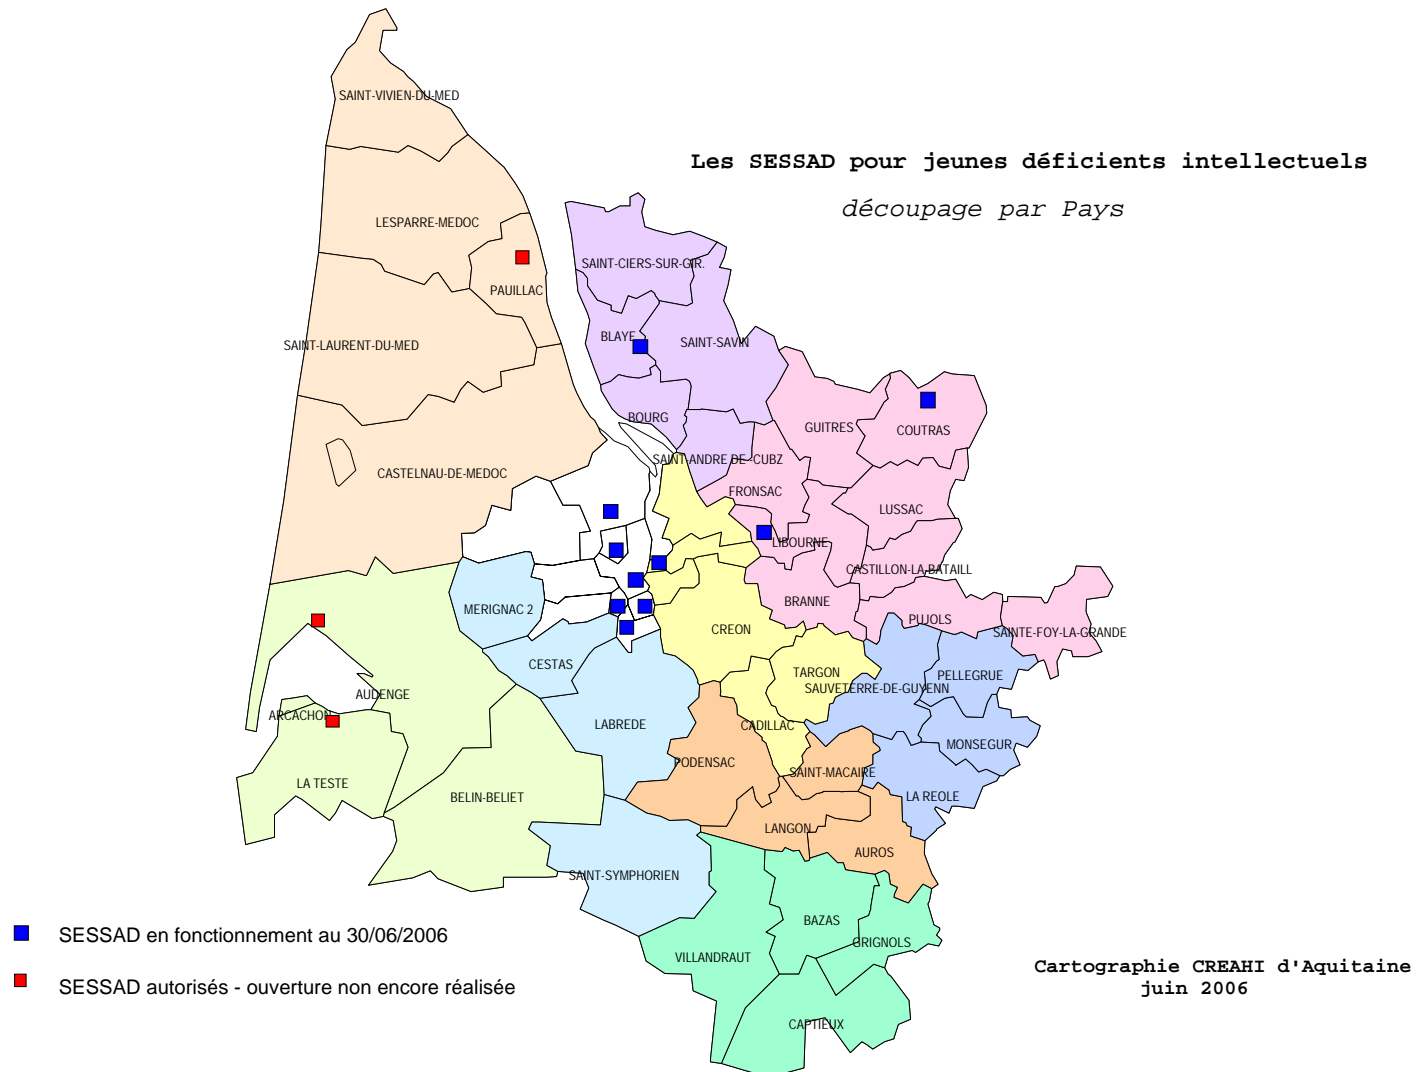 SAINT-VIVIEN-DU-MED
Les SESSAD pour jeunes déficients intellectuels
découpage par Pays
LESPARRE-MEDOC
SAINT-CIERS-SUR-GIR.
PAUILLAC
BLAYE
SAINT-SAVIN
SAINT-LAURENT-DU-MED
BOURG
GUITRES
COUTRAS
SAINT-ANDRE-DE-CUBZ
CASTELNAU-DE-MEDOC
FRONSAC
LUSSAC
LIBOURNE
CASTILLON-LA-BATAILL
BRANNE
MERIGNAC 2
PUJOLS
CREON
SAINTE-FOY-LA-GRANDE
CESTAS
TARGON
PELLEGRUE
SAUVETERRE-DE-GUYENN
AUDENGE
ARCACHON
LABREDE
CADILLAC
MONSEGUR
PODENSAC
SAINT-MACAIRE
LA TESTE
BELIN-BELIET
LA REOLE
LANGON
AUROS
SAINT-SYMPHORIEN
BAZAS
GRIGNOLS
VILLANDRAUT
CAPTIEUX
SESSAD en fonctionnement au 30/06/2006
SESSAD autorisés - ouverture non encore réalisée
Cartographie CREAHI d'Aquitaine
juin 2006